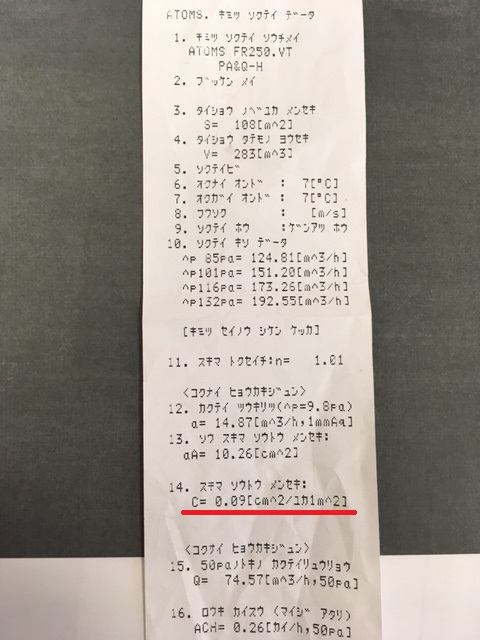 ATOMS. キミツ ソクテイ データ
1. キミツ ソクテイ ソウチメイ
ATOMS FR250.VT
PA&Q-H
2. ブッケン メイ
3. タイショウ ノベユカ メンセキ
S= 108[m^2]
4. タイショウ タテモノ ヨウセキ
V= 283[m^3]
5. ソクテイビ
6. オクナイ オンド : 7[°C]
7. オクガイ オンド : 7[°C]
8. フウソク : [m/s]
9. ソクテイ ホウ :ゲンアツ ホウ
10. ソクテイ キソ データ
^p 85pa= 124.81[m^3/h]
^p101pa= 151.20[m^3/h]
^p116pa= 173.26[m^3/h]
^p132pa= 192.55[m^3/h]
[キミツ セイノウ シケン ケッカ]
11. スキマ トクセイチ:n= 1.01
<コクナイ ヒョウカキジュン>
12. カクテイ ツウキリツ(^p=9.8pa)
a= 14.87[m^3/h,1mmAq]
13. ソウ スキマ ソウトウ メンセキ:
αA= 10.26[cm^2]
14. スキマ ソウトウ メンセキ:
C= 0.09[cm^2/ユカ1m^2]
<コクナイ ヒョウカキジュン>
15. 50paノトキノ カクテイリュウリョウ
Q= 74.57[m^3/h,50pa]
16. ロウキ カイスウ (マイジ アタリ)
ACH= 0.26[カイ/h,50pa]